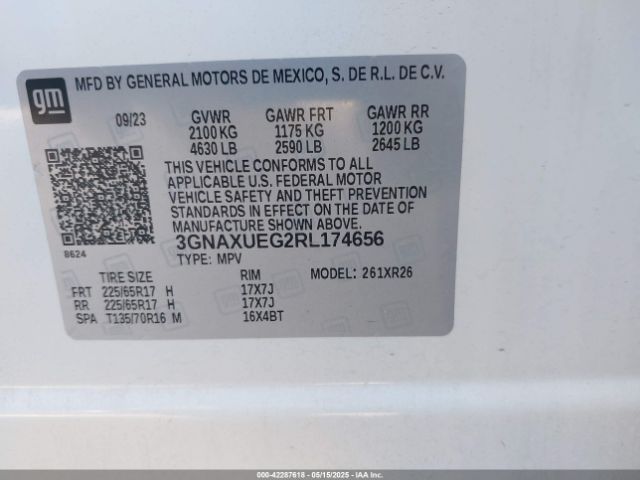 gm
MFD BY GENERAL MOTORS DE MEXICO, S. DE R.L. DE C.V.
09/23 GVWR GAWR FRT GAWR RR
2100 KG 1175 KG 1200 KG
4630 LB 2590 LB 2645 LB
THIS VEHICLE CONFORMS TO ALL
APPLICABLE U.S. FEDERAL MOTOR
VEHICLE SAFETY AND THEFT PREVENTION
STANDARDS IN EFFECT ON THE DATE OF
MANUFACTURE SHOWN ABOVE.
8624
3GNAXUEG2RL174656
TYPE: MPV
TIRE SIZE RIM MODEL: 261XR26
FRT 225/65R17 H 17X7J
RR 225/65R17 H 17X7J
SPA T135/70R16 M 16X4BT
000-42287618 - 05/15/2025 - IAAI.COM